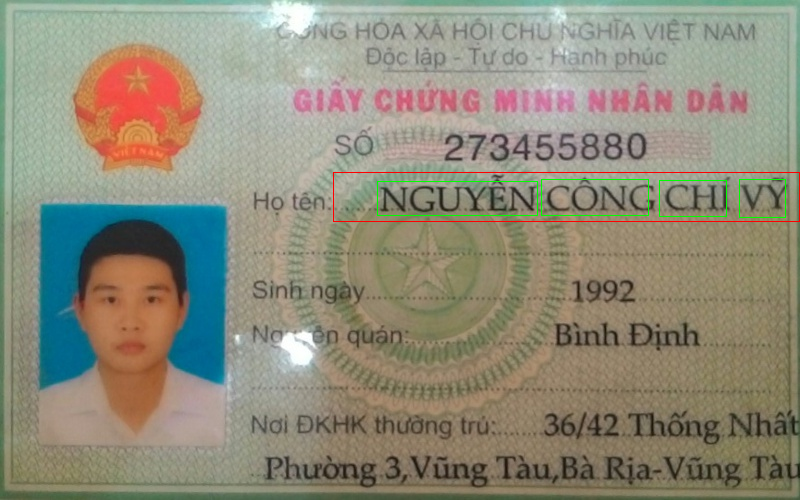 CỘNG HÒA XÃ HỘI CHỦ NGHĨA VIỆT NAM
Độc lập - Tự do - Hạnh phúc
GIẤY CHỨNG MINH NHÂN DÂN
SỐ 273455880
Họ tên: NGUYỄN CÔNG CHÍ VỸ
Sinh ngày 1992
Nguyên quán: Bình Định
Nơi ĐKHK thường trú: 36/42 Thống Nhất
Phường 3,Vũng Tàu,Bà Rịa-Vũng Tàu
VIỆT NAM